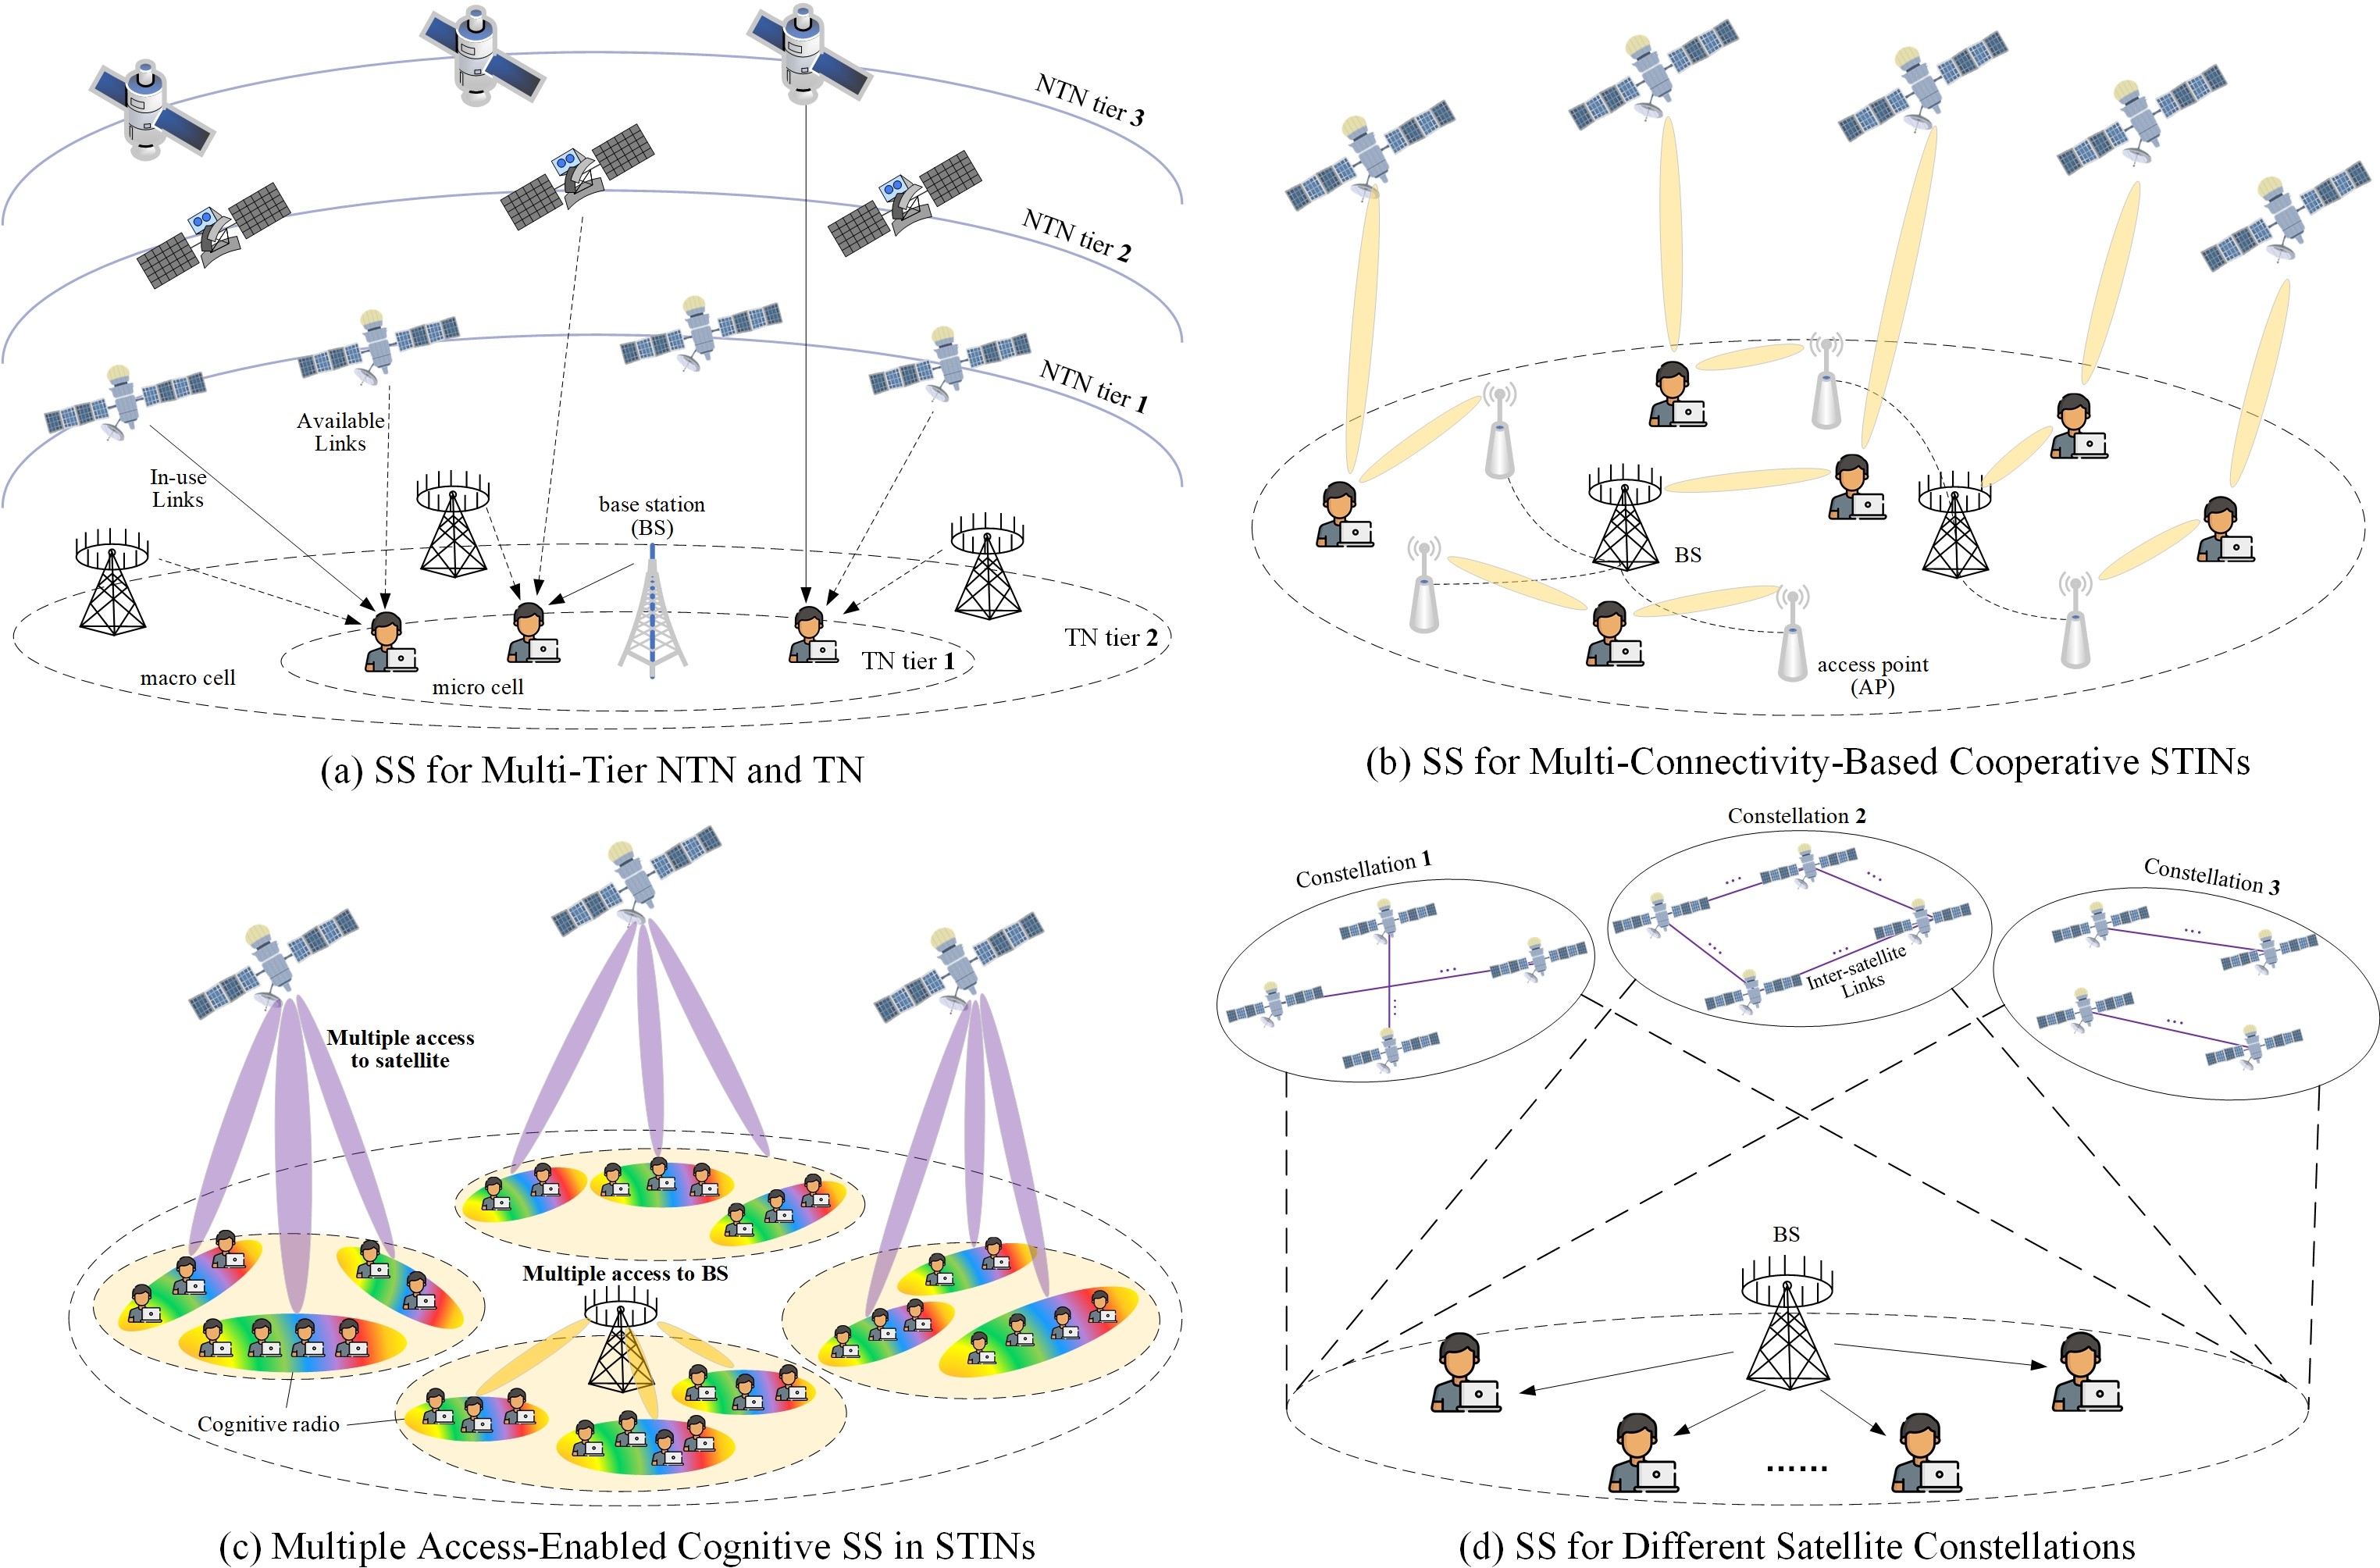 NTN tier 3
NTN tier 2
NTN tier 1
Available
Links
In-use
Links
base station
(BS)
TN tier 2
TN tier 1
macro cell
micro cell
(a) SS for Multi-Tier NTN and TN
BS
access point
(AP)
(b) SS for Multi-Connectivity-Based Cooperative STINs
Multiple access
to satellite
Multiple access to BS
Cognitive radio
(c) Multiple Access-Enabled Cognitive SS in STINs
Constellation 1
Constellation 2
Constellation 3
...
...
...
...
...
...
...
...
Inter-satellite
Links
BS
......
(d) SS for Different Satellite Constellations